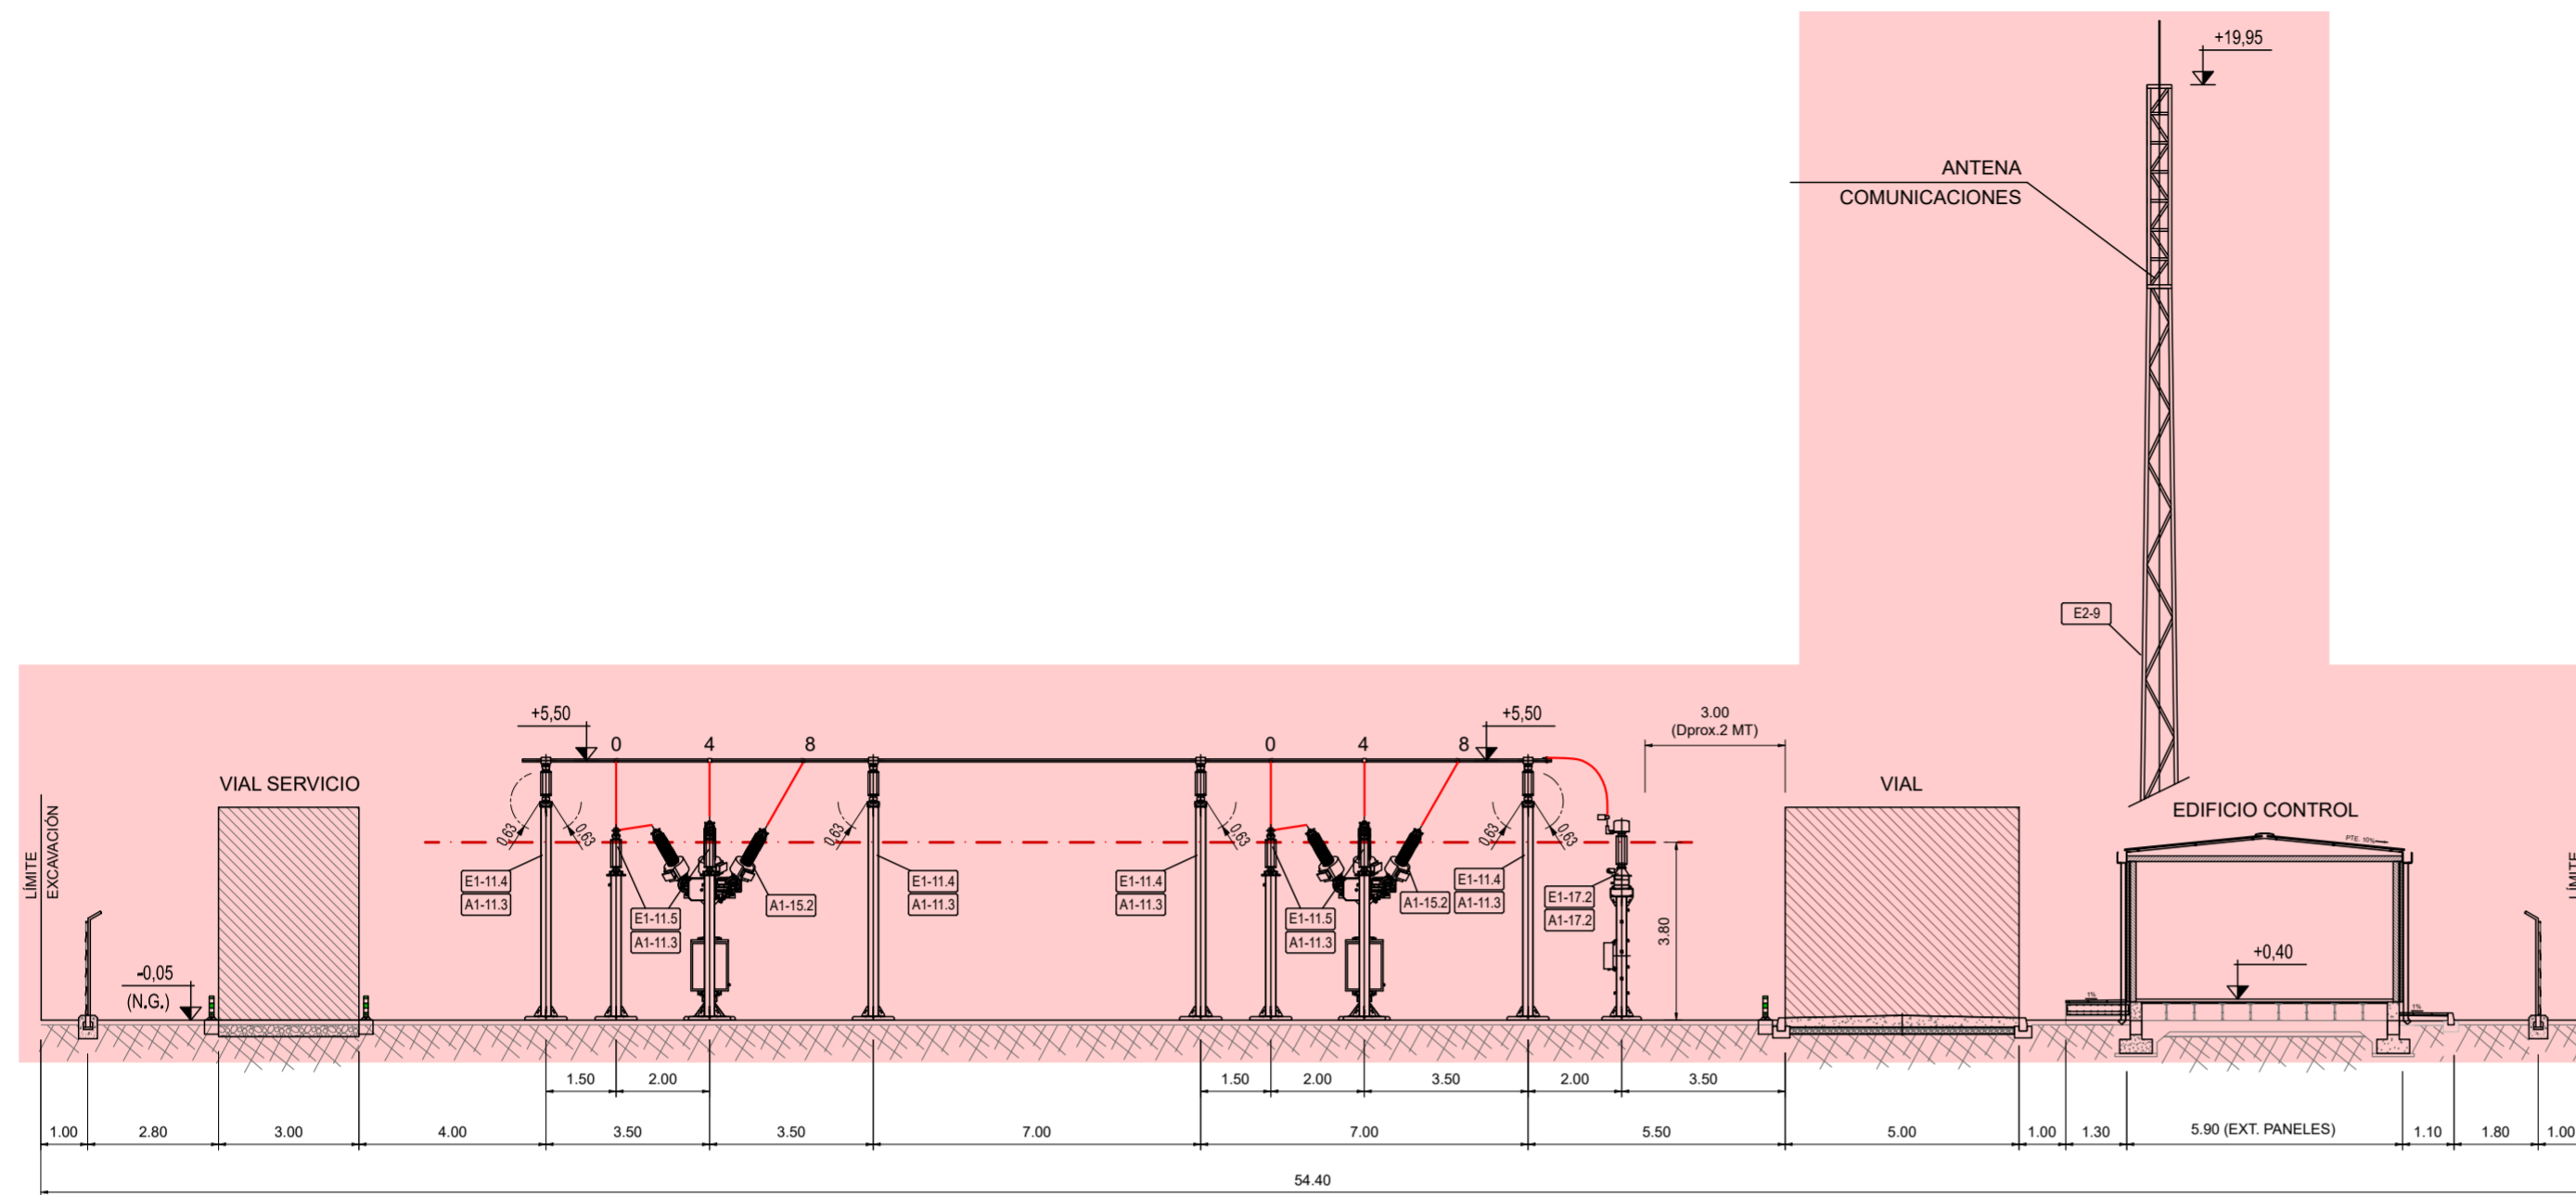 +19,95
ANTENA
COMUNICACIONES
E2-9
+5,50
0
4
8
0
4
8
+5,50
3.00
(Dprox.2 MT)
VIAL SERVICIO
VIAL
EDIFICIO CONTROL
PTE. 10%
LÍMITE
EXCAVACIÓN
0,63
0,63
0,63
0,63
0,63
0,63
LÍMITE
E1-11.4
A1-11.3
E1-11.5
A1-11.3
A1-15.2
E1-11.4
A1-11.3
E1-11.4
A1-11.3
E1-11.5
A1-11.3
A1-15.2
E1-11.4
A1-11.3
E1-17.2
A1-17.2
3.80
-0,05
(N.G.)
+0,40
1%
1%
1.50
2.00
1.50
2.00
3.50
2.00
3.50
1.00
2.80
3.00
4.00
3.50
3.50
7.00
7.00
5.50
5.00
1.00
1.30
5.90 (EXT. PANELES)
1.10
1.80
1.00
54.40